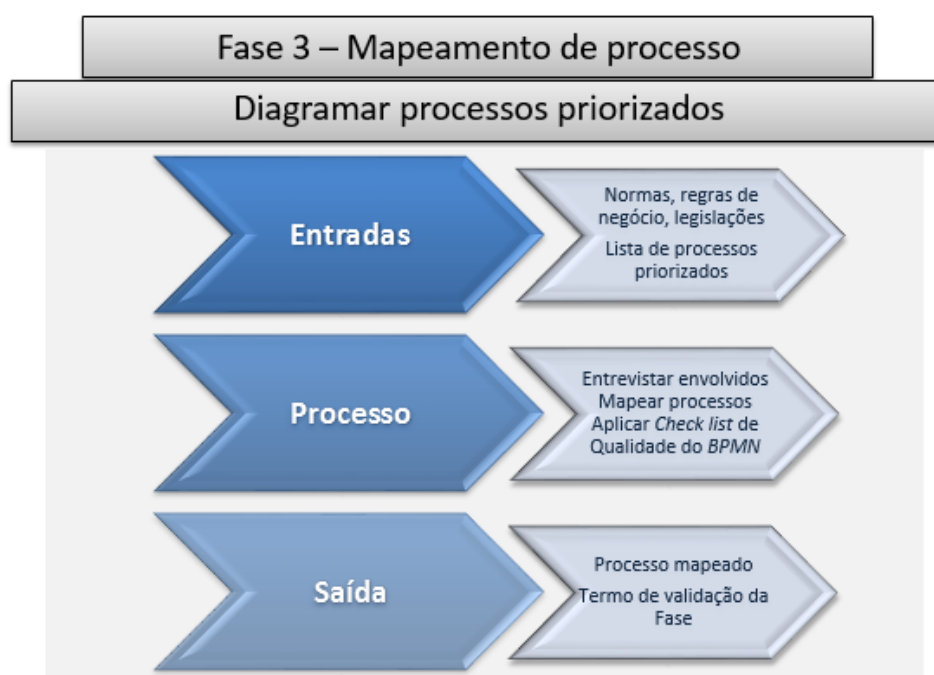 Fase 3 – Mapeamento de processo
Diagramar processos priorizados
Entradas
Normas, regras de
negócio, legislações
Lista de processos
priorizados
Processo
Entrevistar envolvidos
Mapear processos
Aplicar Check list de
Qualidade do BPMN
Saída
Processo mapeado
Termo de validação da
Fase